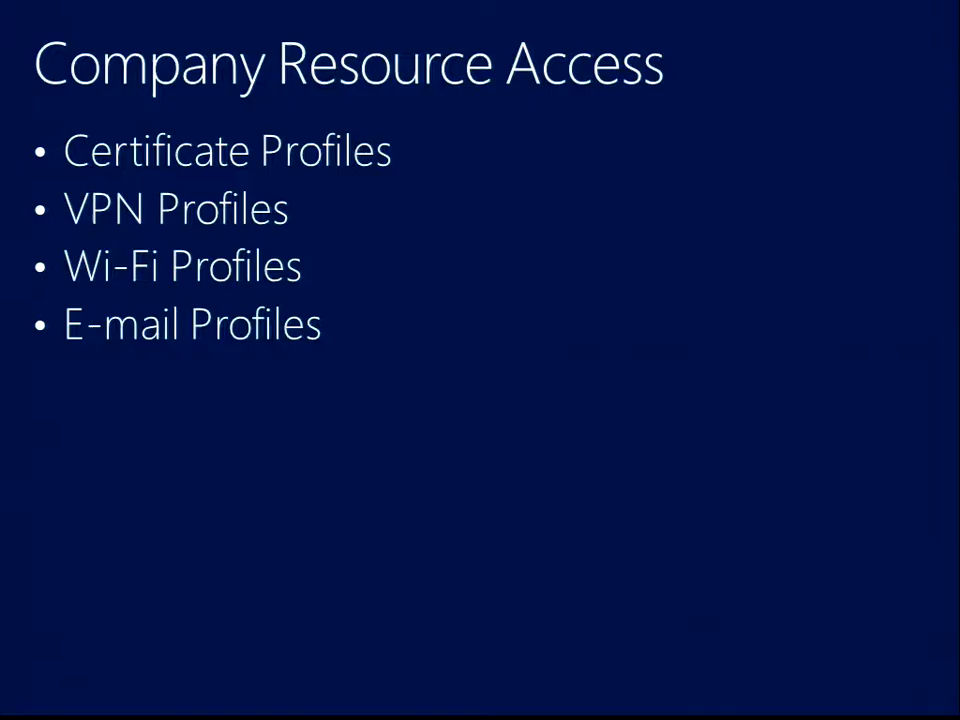 Company Resource Access
• Certificate Profiles
• VPN Profiles
• Wi-Fi Profiles
• E-mail Profiles